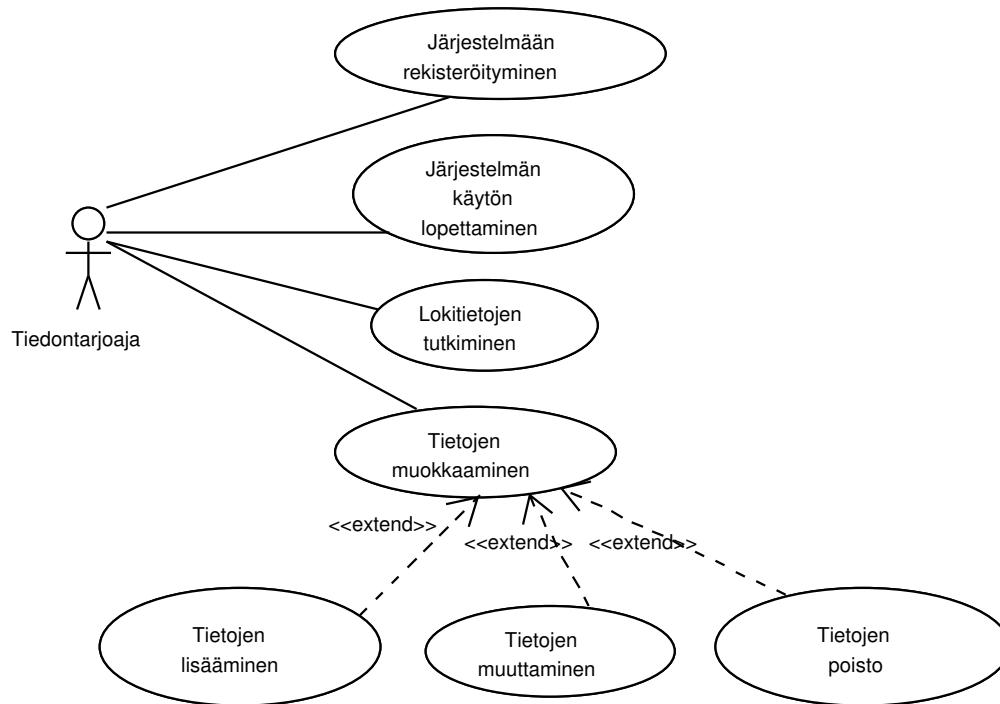 Järjestelmään
rekisteröityminen
Järjestelmän
käytön
lopettaminen
Lokitietojen
tutkiminen
Tiedontarjoaja
Tietojen
muokkaaminen
<<extend>>
<<extend>>
<<extend>>
Tietojen
lisääminen
Tietojen
muuttaminen
Tietojen
poisto